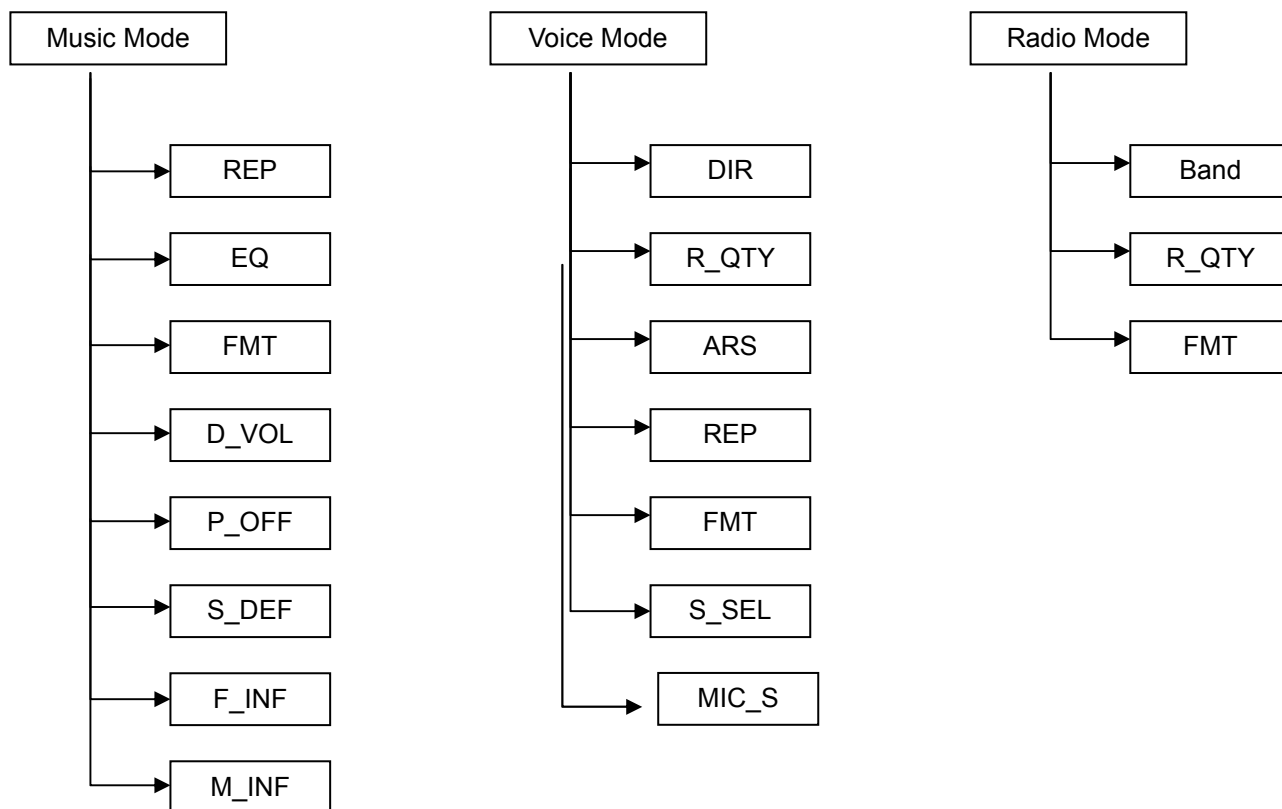 Music Mode
REP
EQ
FMT
D_VOL
P_OFF
S_DEF
F_INF
M_INF
Voice Mode
DIR
R_QTY
ARS
REP
FMT
S_SEL
MIC_S
Radio Mode
Band
R_QTY
FMT